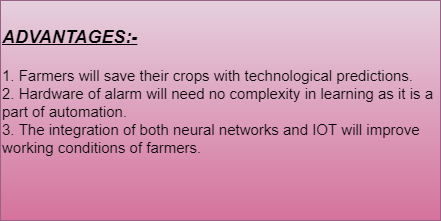 ADVANTAGES:-
1. Farmers will save their crops with technological predictions.
2. Hardware of alarm will need no complexity in learning as it is a
part of automation.
3. The integration of both neural networks and IOT will improve
working conditions of farmers.